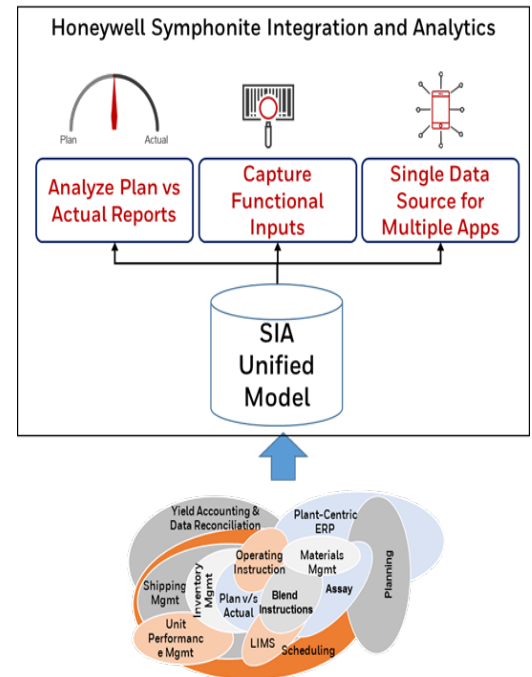 Honeywell Symphonite Integration and Analytics
Plan
Actual
Analyze Plan vs
Actual Reports
Capture
Functional
Inputs
Single Data
Source for
Multiple Apps
SIA
Unified
Model
Yield Accounting &
Data Reconciliation
Plant-Centric
ERP
Operating
Instruction
Materials
Mgmt
Planning
Shipping
Mgmt
Inventory
Mgmt
Plan v/s
Actual
Blend
Instructions
Assay
Unit
Performanc
e Mgmt
LIMS
Scheduling